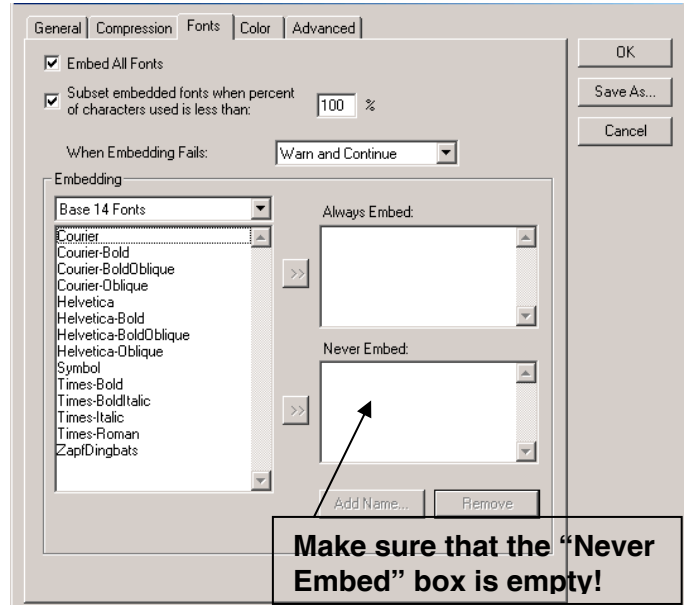 General Compression Fonts Color Advanced
OK
Save As...
Cancel
Embed All Fonts
Subset embedded fonts when percent
of characters used is less than:
100 %
When Embedding Fails:
Warn and Continue
Embedding
Base 14 Fonts
Courier
Courier-Bold
Courier-BoldOblique
Courier-Oblique
Helvetica
Helvetica-Bold
Helvetica-BoldOblique
Helvetica-Oblique
Symbol
Times-Bold
Times-BoldItalic
Times-Italic
Times-Roman
ZapfDingbats
>>
Always Embed:
>>
Never Embed:
Add Name... Remove
Make sure that the “Never
Embed” box is empty!